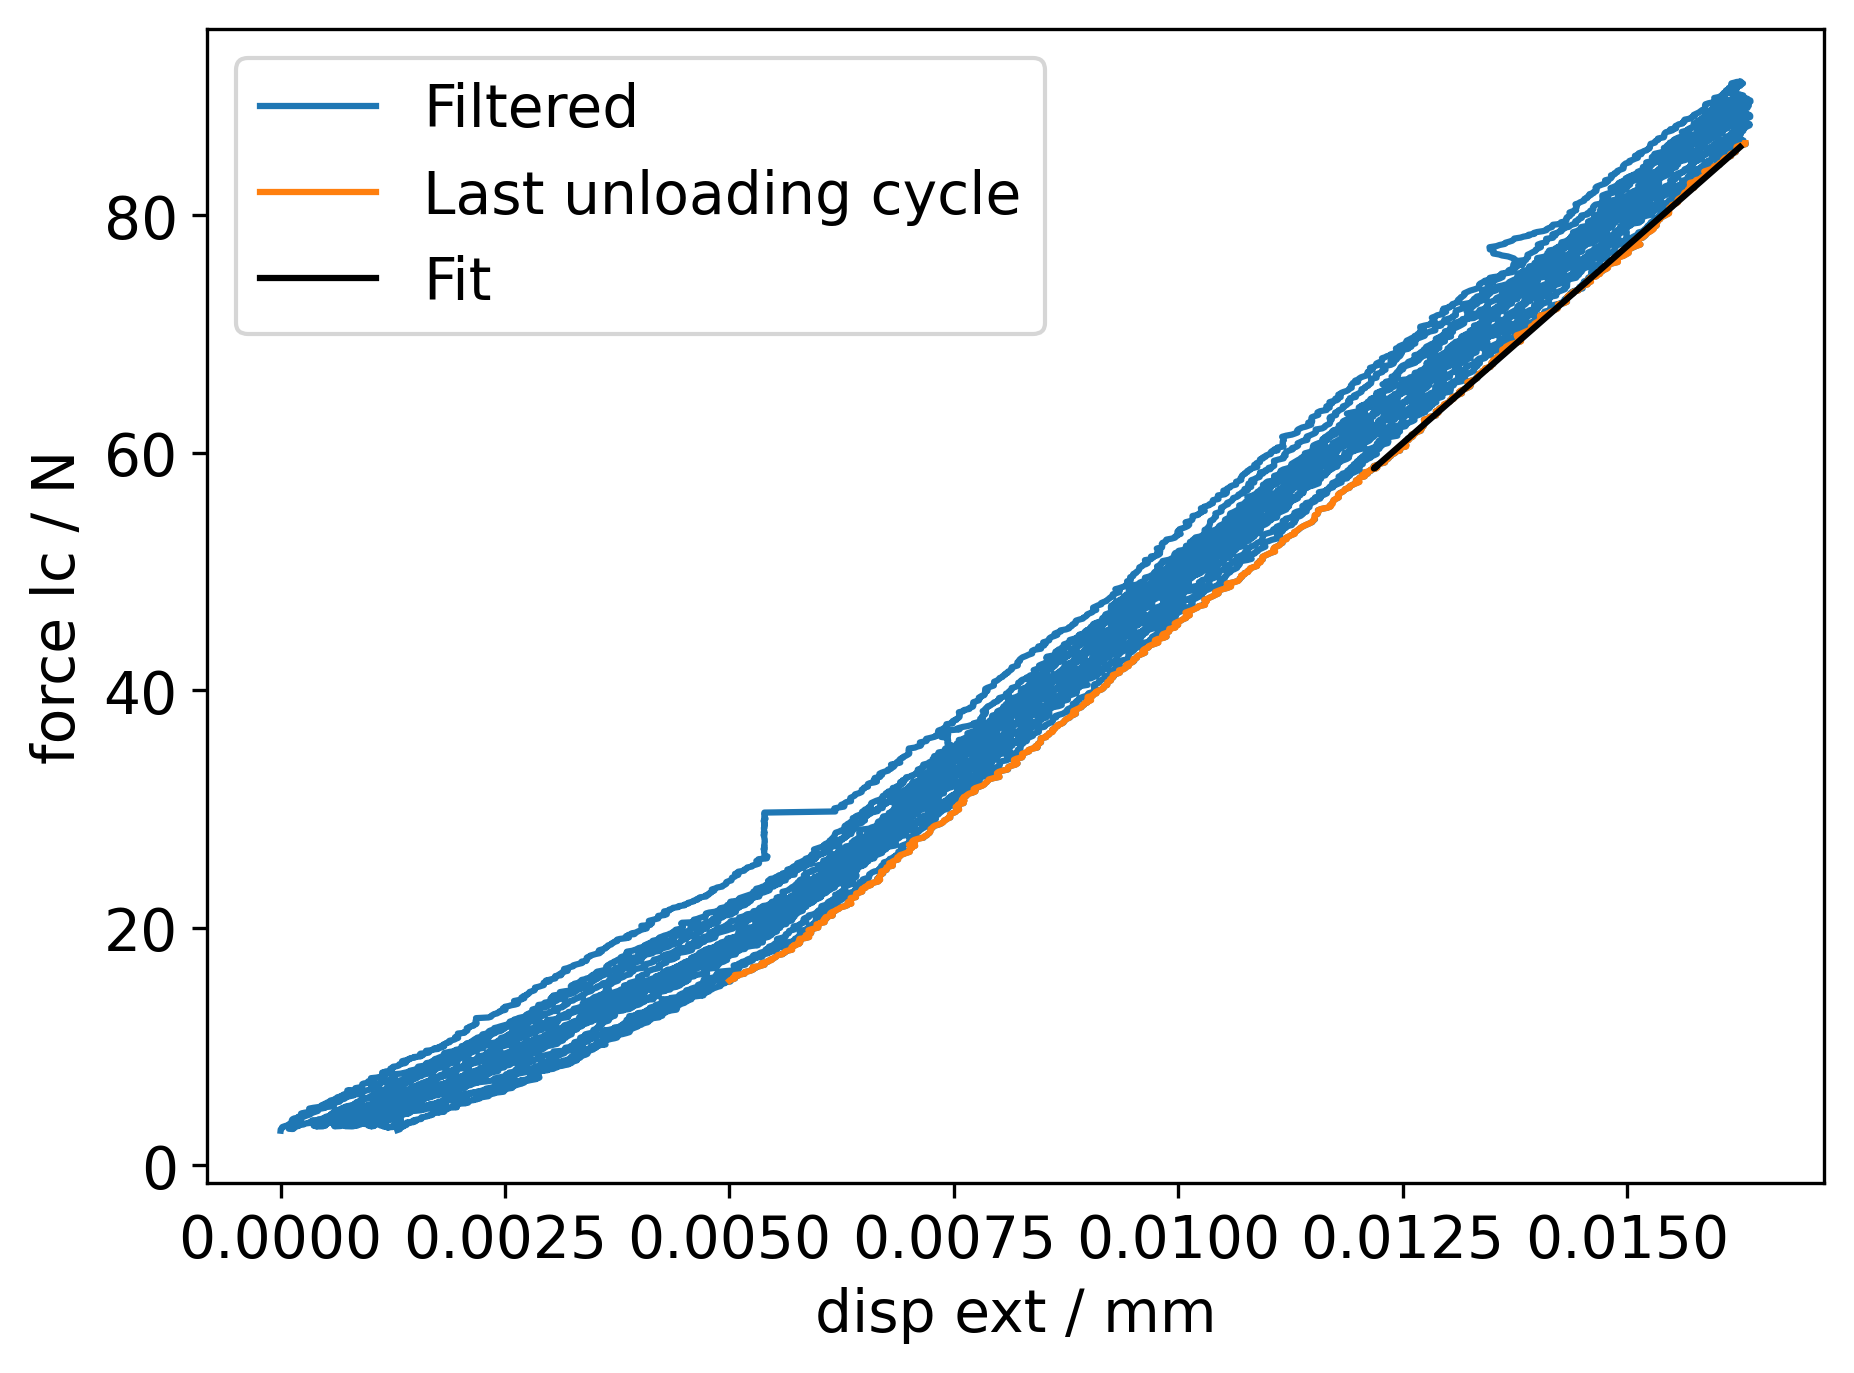 Filtered
Last unloading cycle
Fit
80
60
40
20
0
force lc / N
0.0000 0.0025 0.0050 0.0075 0.0100 0.0125 0.0150
disp ext / mm